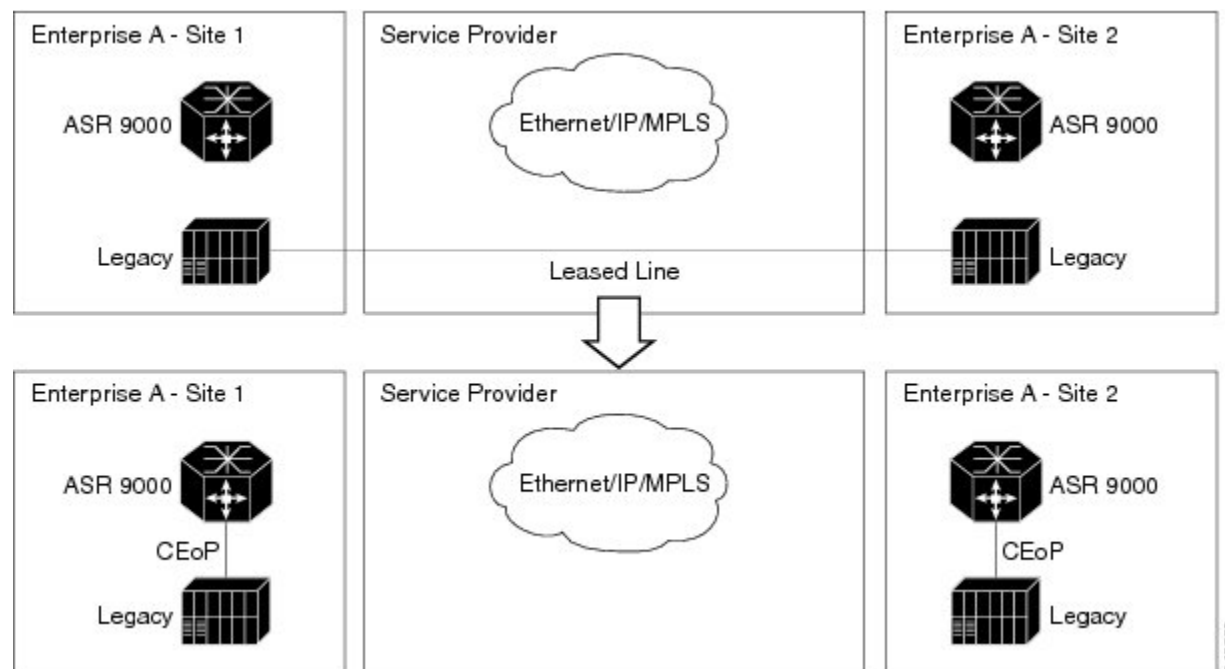 Enterprise A - Site 1
Service Provider
Enterprise A - Site 2
ASR 9000
Ethernet/IP/MPLS
ASR 9000
Legacy
Leased Line
Legacy
Enterprise A - Site 1
Service Provider
Enterprise A - Site 2
ASR 9000
Ethernet/IP/MPLS
ASR 9000
CEoP
CEoP
Legacy
Legacy